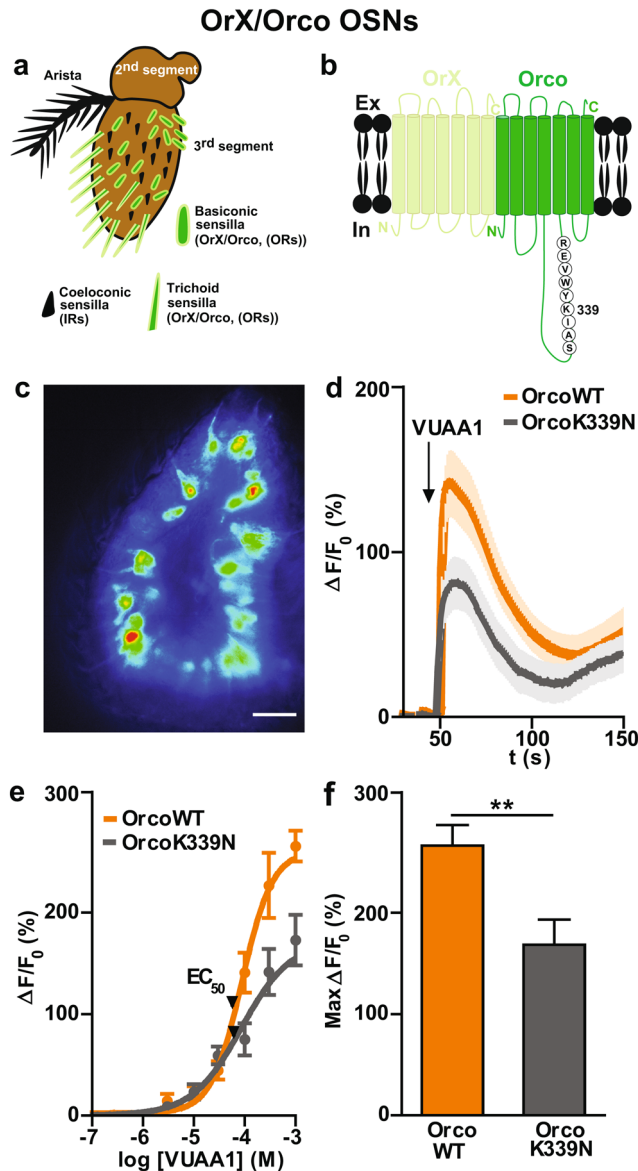 OrX/Orco OSNs
a
Arista
2nd segment
3rd segment
Basiconic
sensilla
(OrX/Orco, (ORs))
Coeloconic
sensilla
(IRs)
Trichoid
sensilla
(OrX/Orco, (ORs))
b
OrX
Orco
Ex
C
C
In
N
N
R
E
V
W
Y
K
339
I
A
S
c
d
200
OrcoWT
OrcoK339N
VUAA1
ΔF/F0 (%)
100
0
50
100
150
t (s)
e
300
OrcoWT
OrcoK339N
200
ΔF/F0 (%)
EC50
100
0
-7
-6
-5
-4
-3
log [VUAA1] (M)
f
300
**
200
Max ΔF/F0 (%)
100
0
Orco
WT
Orco
K339N